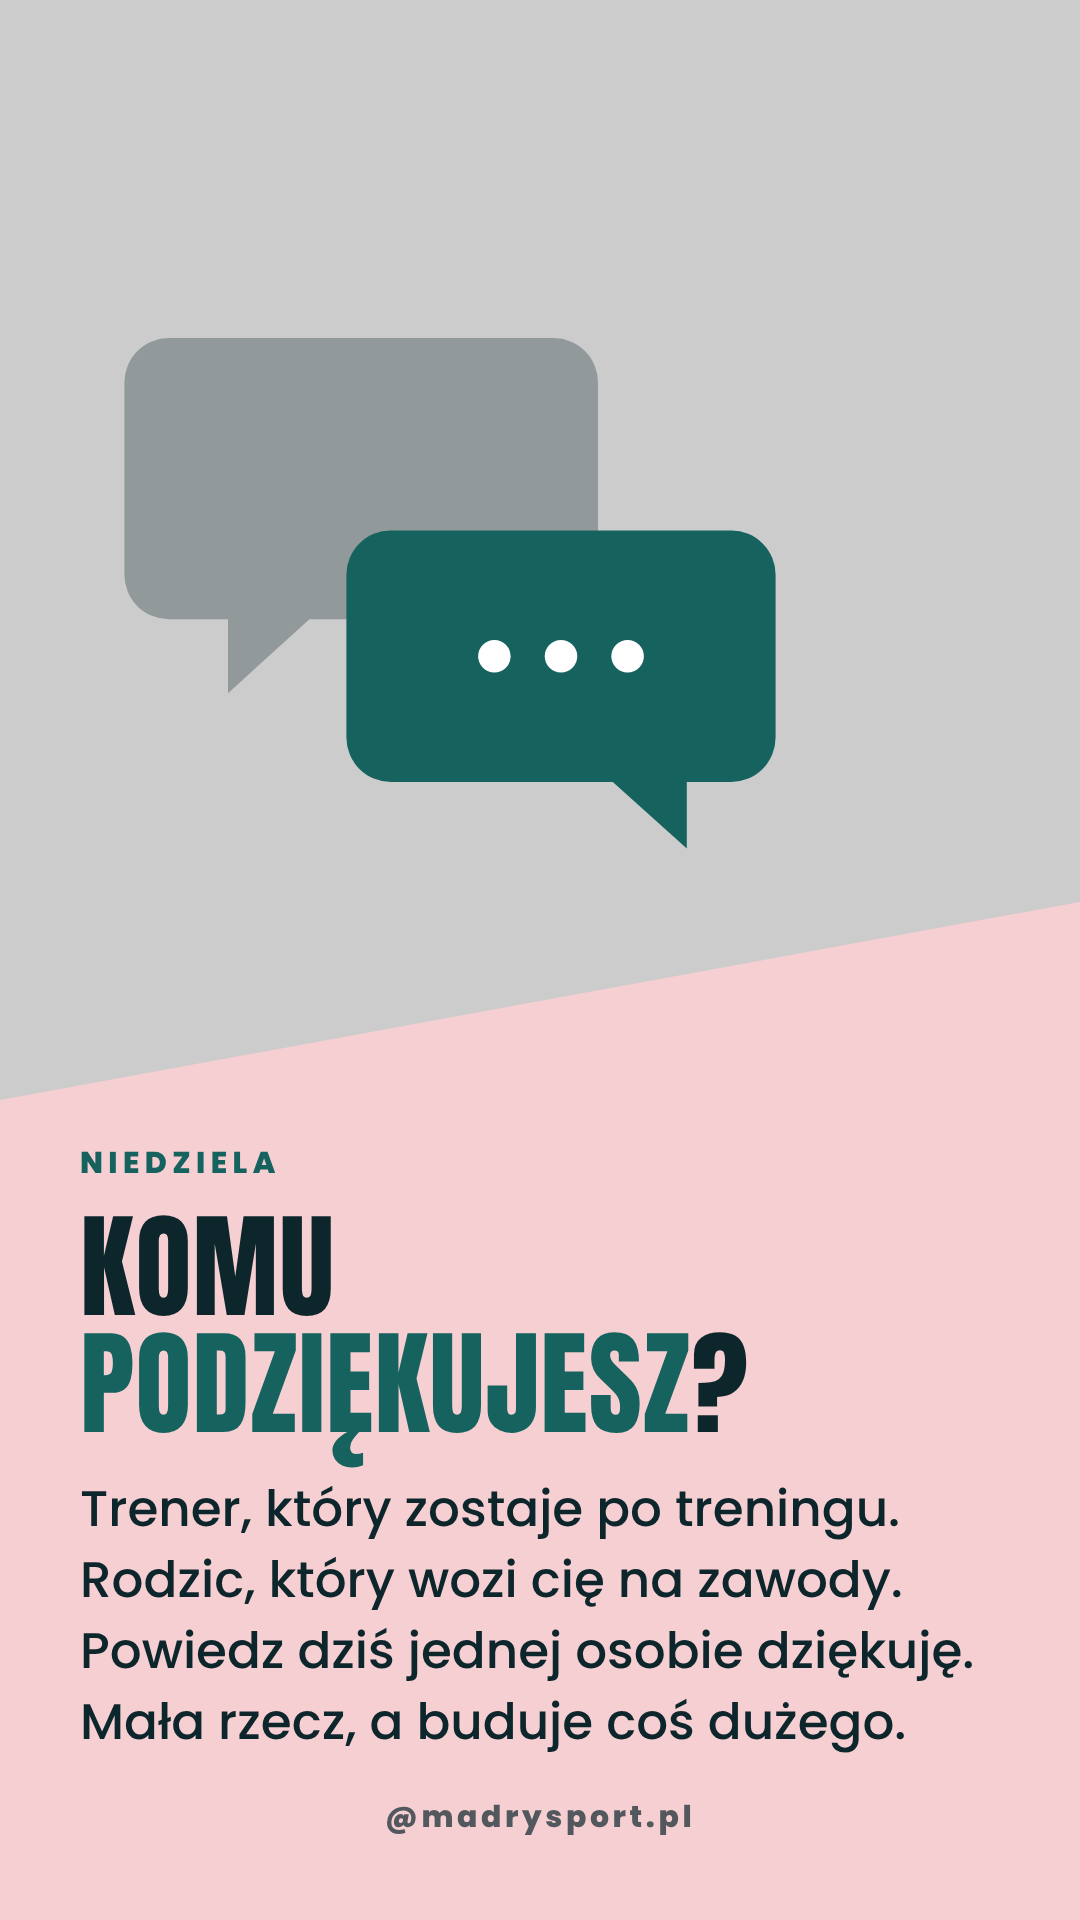 NIEDZIELA
KOMU
PODZIĘKUJESZ?
Trener, który zostaje po treningu.
Rodzic, który wozi cię na zawody.
Powiedz dziś jednej osobie dziękuję.
Mała rzecz, a buduje coś dużego.
@madrysport.pl